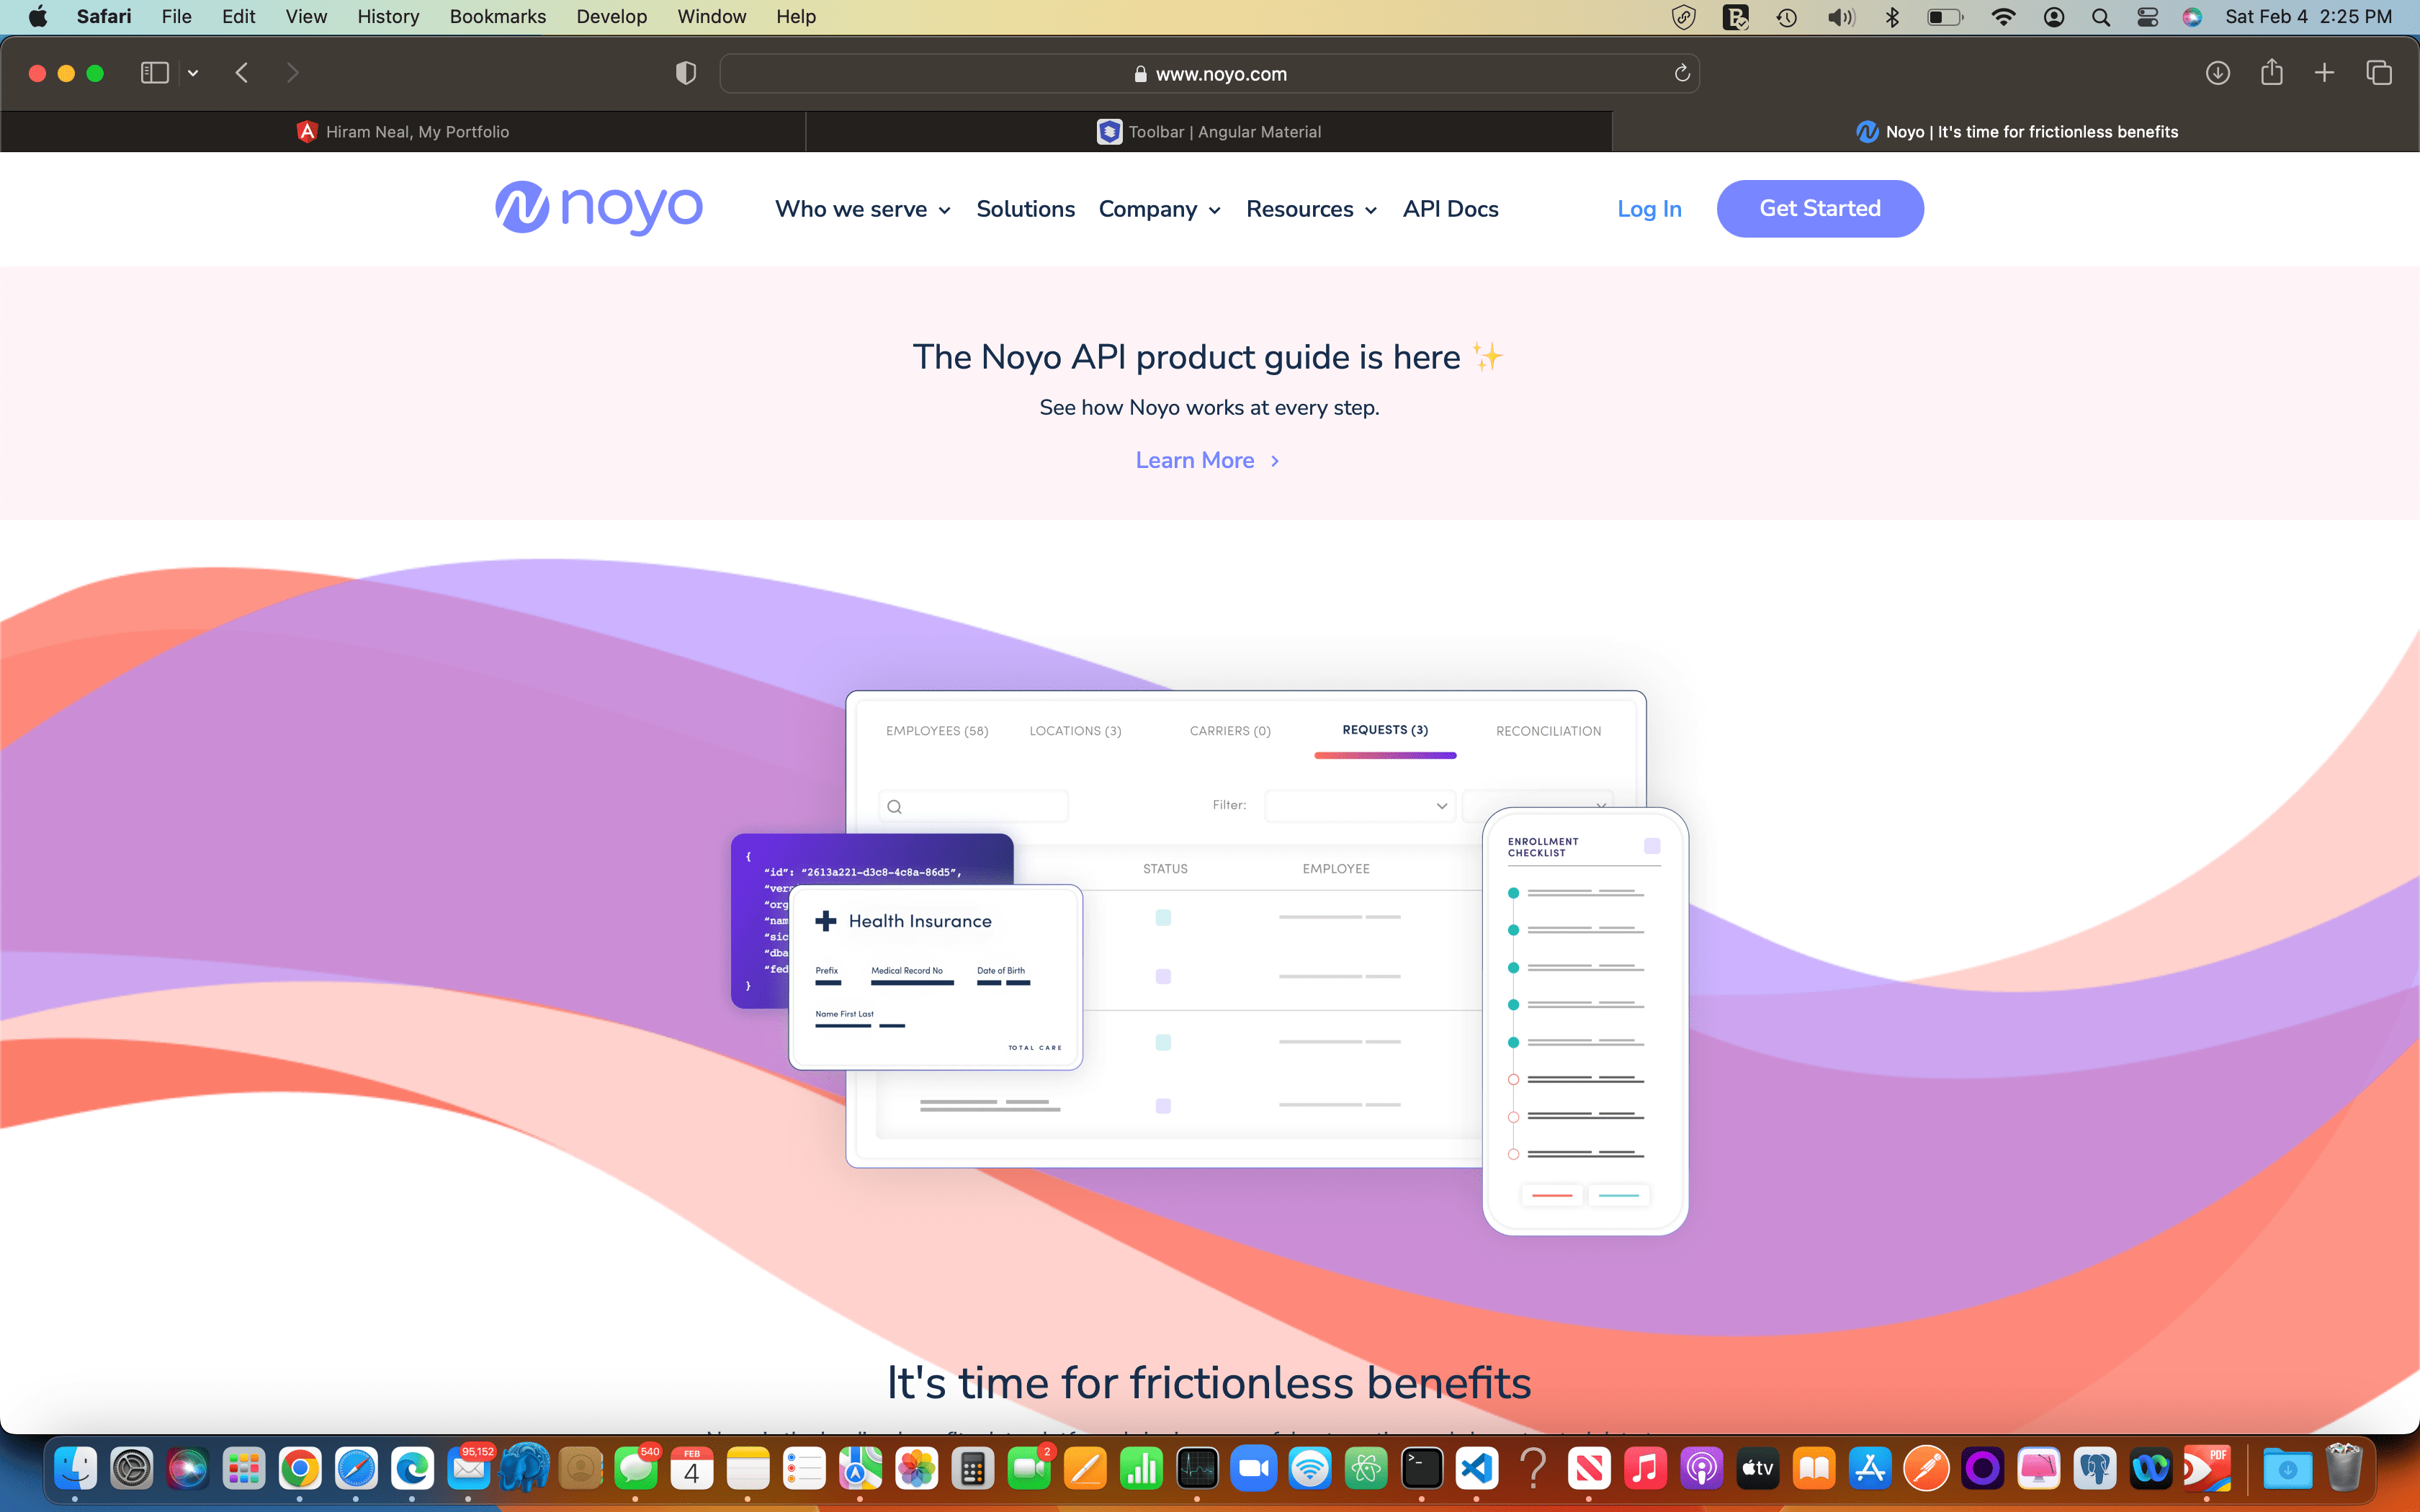 Safari File Edit View History Bookmarks Develop Window Help Sat Feb 4 2:25 PM
www.noyo.com
Hiram Neal, My Portfolio Toolbar | Angular Material Noyo | It's time for frictionless benefits
noyo Who we serve Solutions Company Resources API Docs Log In Get Started
The Noyo API product guide is here ✨
See how Noyo works at every step.
Learn More
EMPLOYEES (58) LOCATIONS (3) CARRIERS (0) REQUESTS (3) RECONCILIATION
Filter:
STATUS EMPLOYEE
{
"id": "2613a221-d3c8-4c8a-86d5",
"vers
"org
"nam
"sic
"dba
"fed
}
Health Insurance
Prefix Medical Record No Date of Birth
Name First Last
TOTAL CARE
ENROLLMENT
CHECKLIST
It's time for frictionless benefits
95,152 540 FEB 4 2 tv PDF